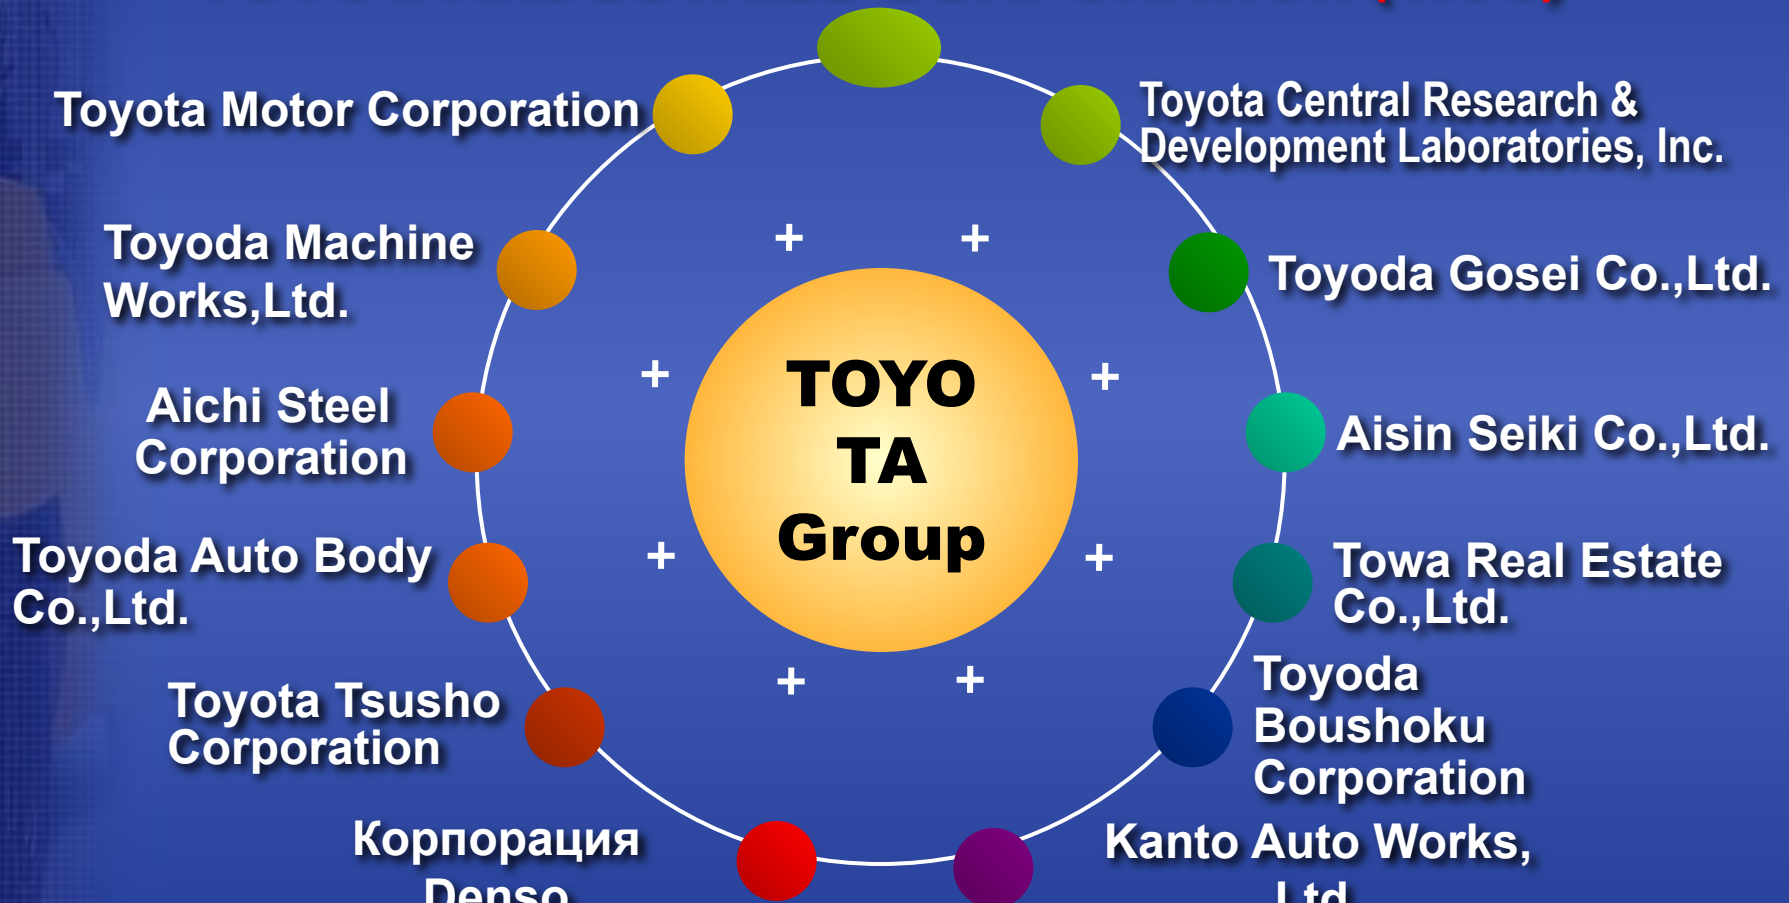 Toyota Motor Corporation
Toyota Central Research &
Development Laboratories, Inc.
Toyoda Machine
Works,Ltd.
+ +
Toyoda Gosei Co.,Ltd.
Aichi Steel
Corporation
+ +
TOYO
TA
Group
Aisin Seiki Co.,Ltd.
Toyoda Auto Body
Co.,Ltd.
+ +
Towa Real Estate
Co.,Ltd.
Toyota Tsusho
Corporation
+ +
Toyoda
Boushoku
Corporation
Корпорация
Denso
Kanto Auto Works,
Ltd